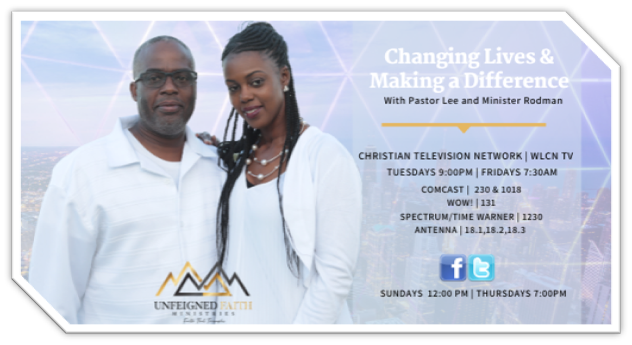 Changing Lives &
Making a Difference
With Pastor Lee and Minister Rodman
CHRISTIAN TELEVISION NETWORK | WLCN TV
TUESDAYS 9:00PM | FRIDAYS 7:30AM
COMCAST | 230 & 1018
WOW! | 131
SPECTRUM/TIME WARNER | 1230
ANTENNA | 18.1,18.2,18.3
SUNDAYS 12:00 PM | THURSDAYS 7:00PM
UNFEIGNED FAITH
MINISTRIES